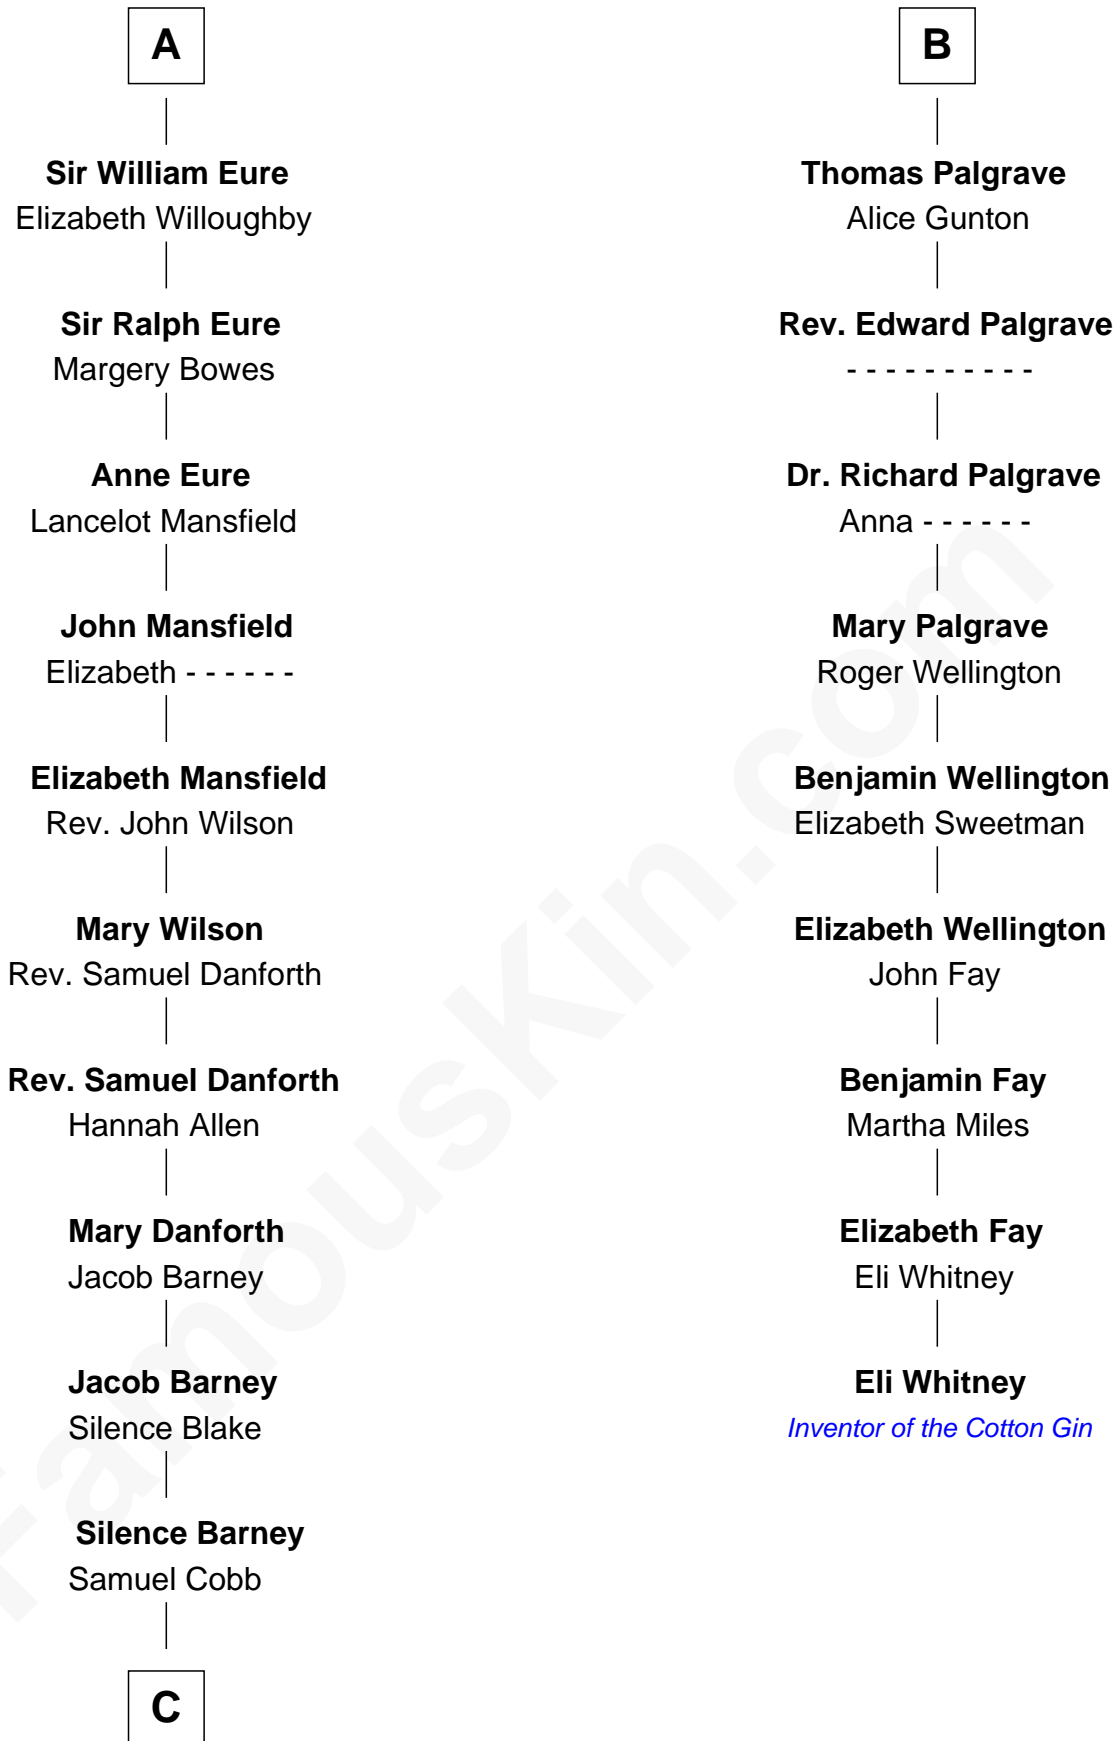 A
Sir William Eure
Elizabeth Willoughby
Sir Ralph Eure
Margery Bowes
Anne Eure
Lancelot Mansfield
John Mansfield
Elizabeth - - - - - -
Elizabeth Mansfield
Rev. John Wilson
Mary Wilson
Rev. Samuel Danforth
Rev. Samuel Danforth
Hannah Allen
Mary Danforth
Jacob Barney
Jacob Barney
Silence Blake
Silence Barney
Samuel Cobb
C
B
Thomas Palgrave
Alice Gunton
Rev. Edward Palgrave
- - - - - - - - - -
Dr. Richard Palgrave
Anna - - - - - -
Mary Palgrave
Roger Wellington
Benjamin Wellington
Elizabeth Sweetman
Elizabeth Wellington
John Fay
Benjamin Fay
Martha Miles
Elizabeth Fay
Eli Whitney
Eli Whitney
Inventor of the Cotton Gin
FamousKin.com